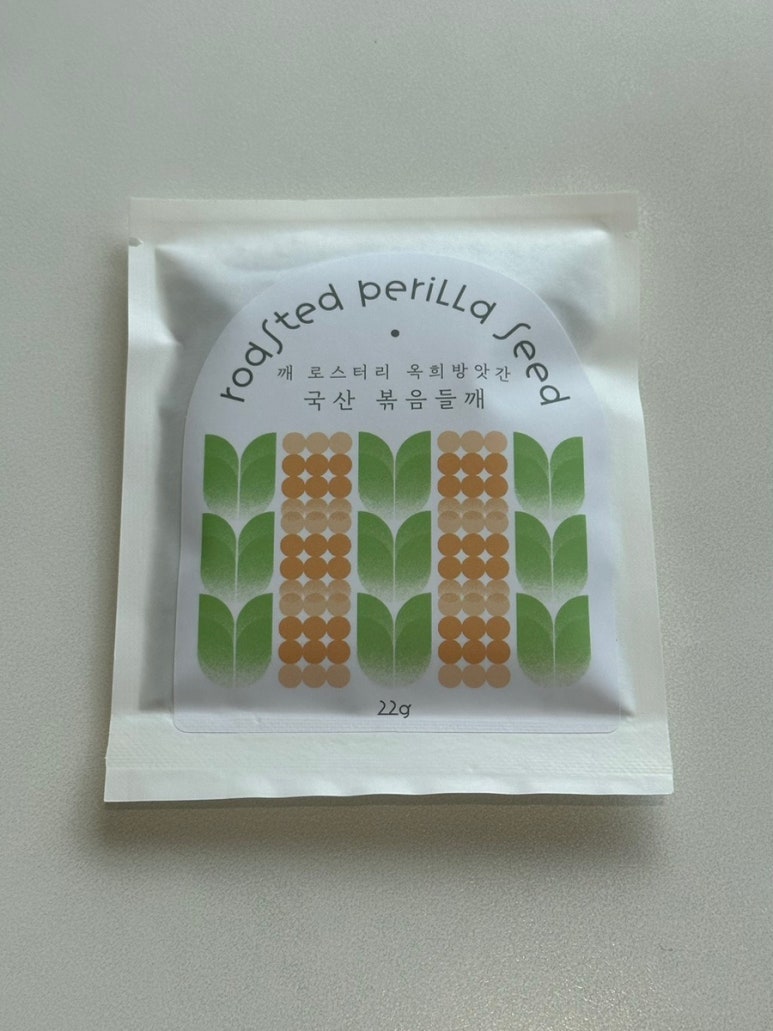 roasted perilla seed
깨 로스터리 옥희방앗간
국산 볶음들깨
22g